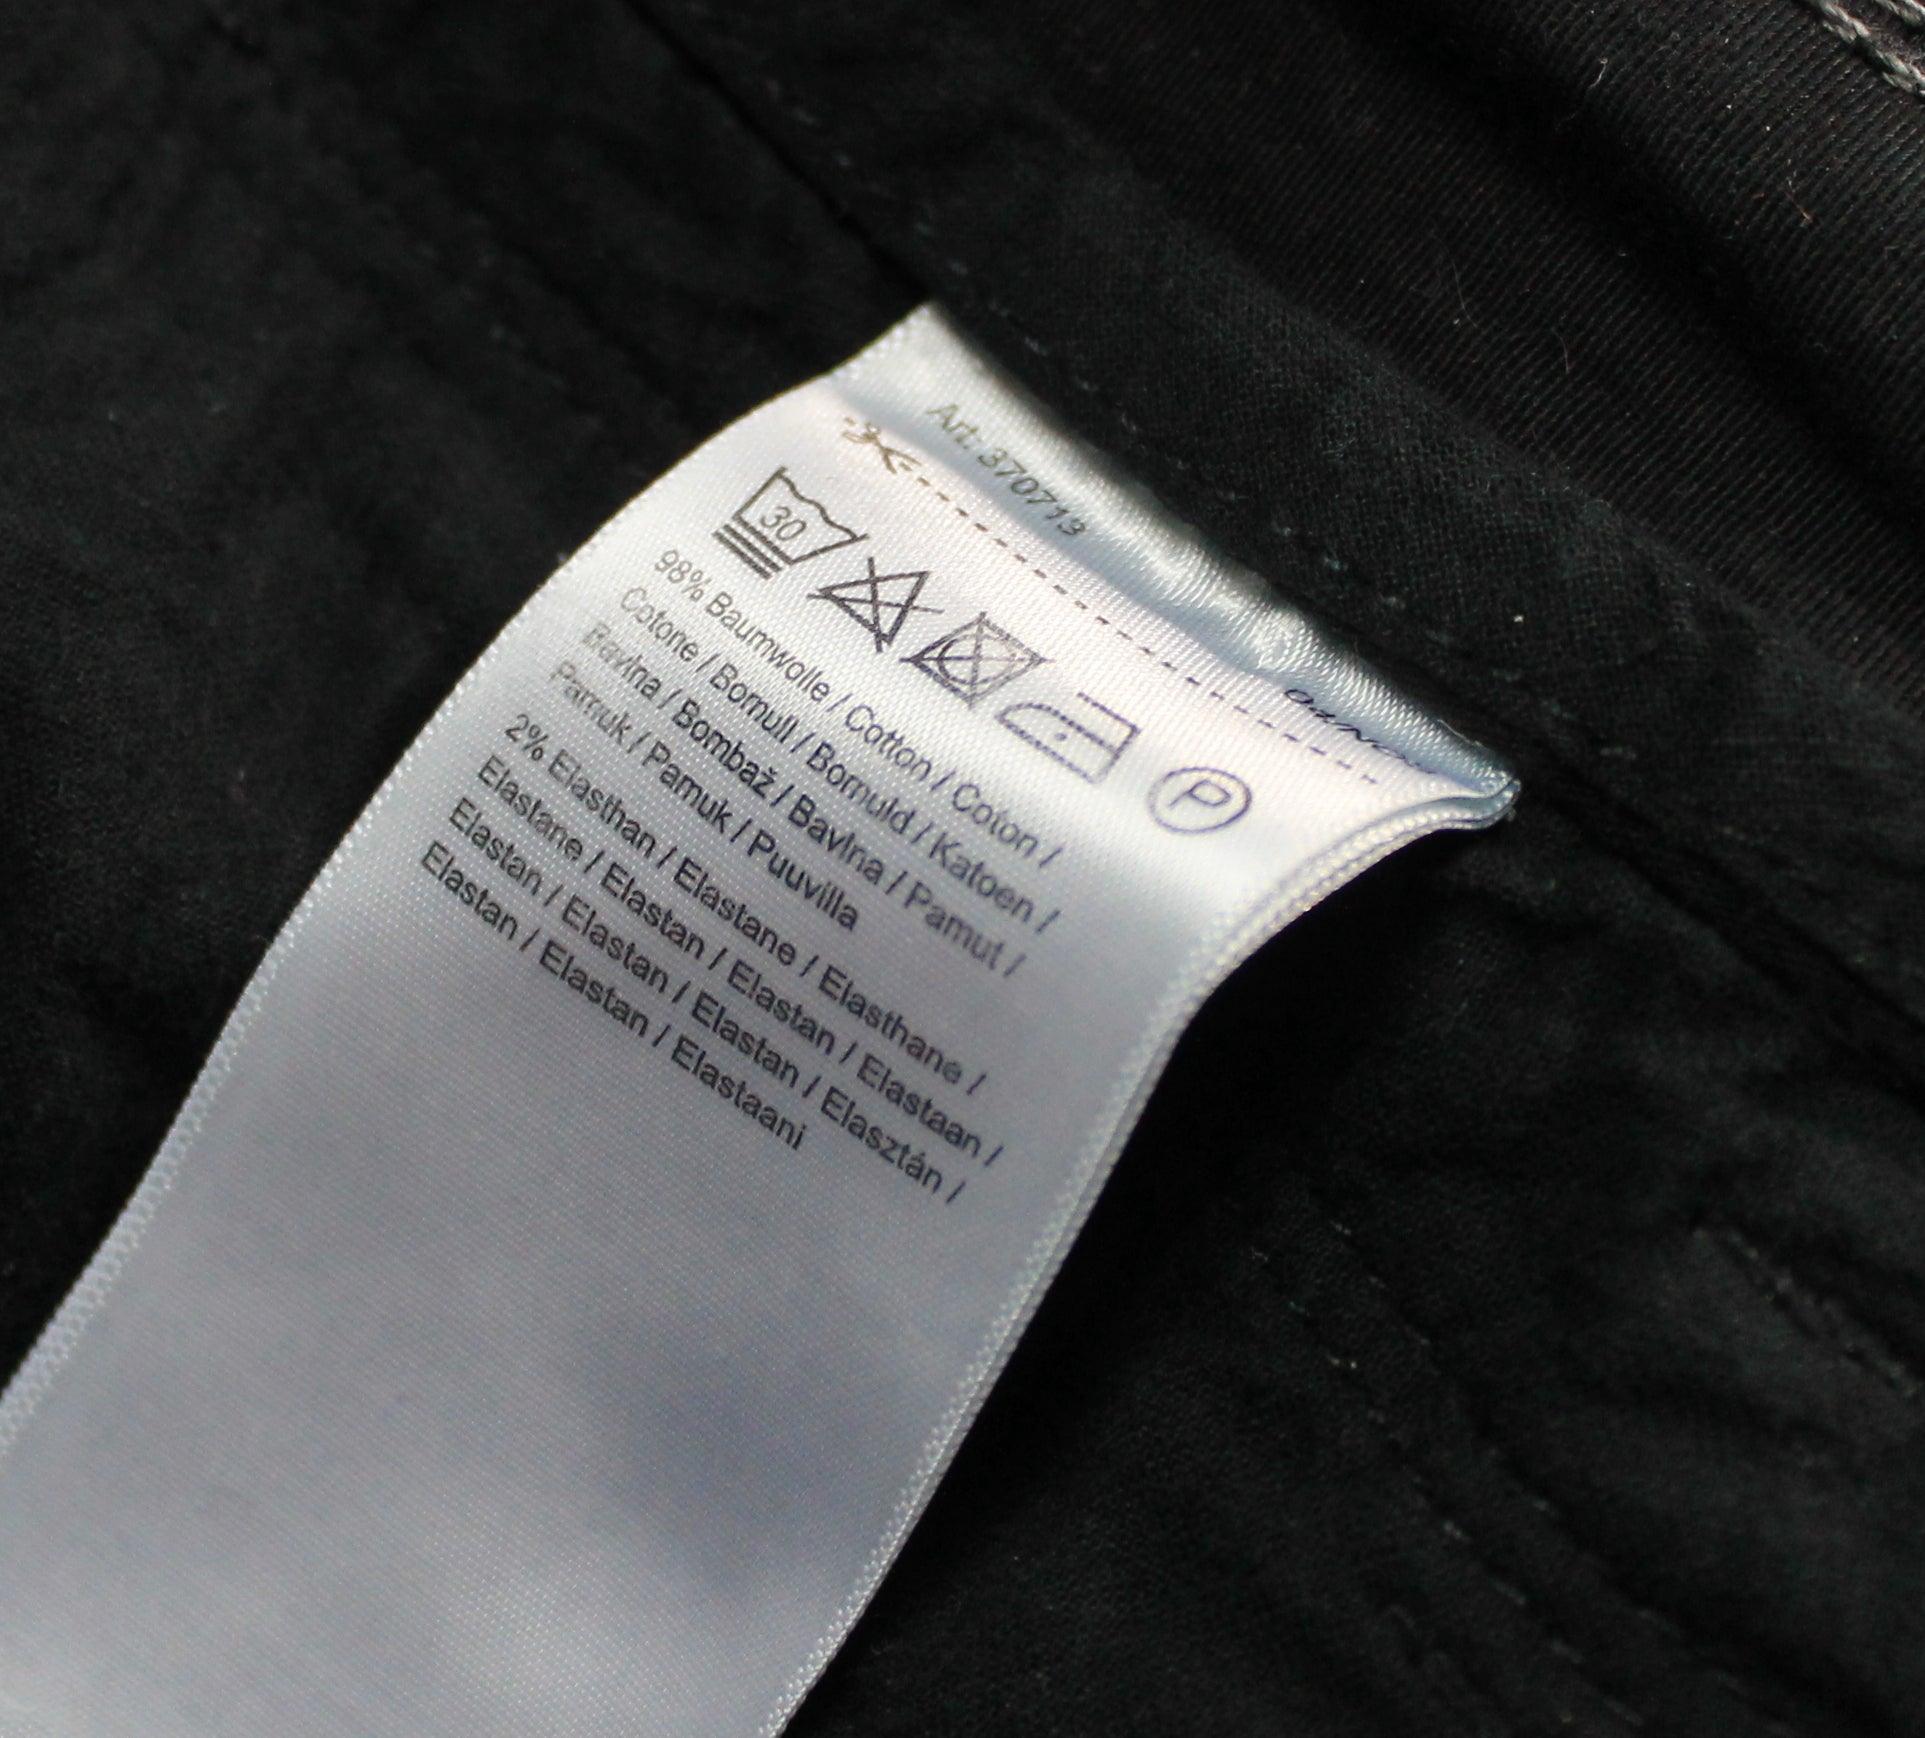 Art. 370713
30
P
98% Baumwolle / Cotton / Coton /
Cotone / Bomull / Bomuld / Katoen /
Bavlna / Bombaž / Bavlna / Pamut /
Pamuk / Pamuk / Puuvilla
2% Elasthan / Elastane / Elasthane /
Elastane / Elastan / Elastan / Elastaan /
Elastan / Elastan / Elastan / Elasztán /
Elastan / Elastan / Elastaani